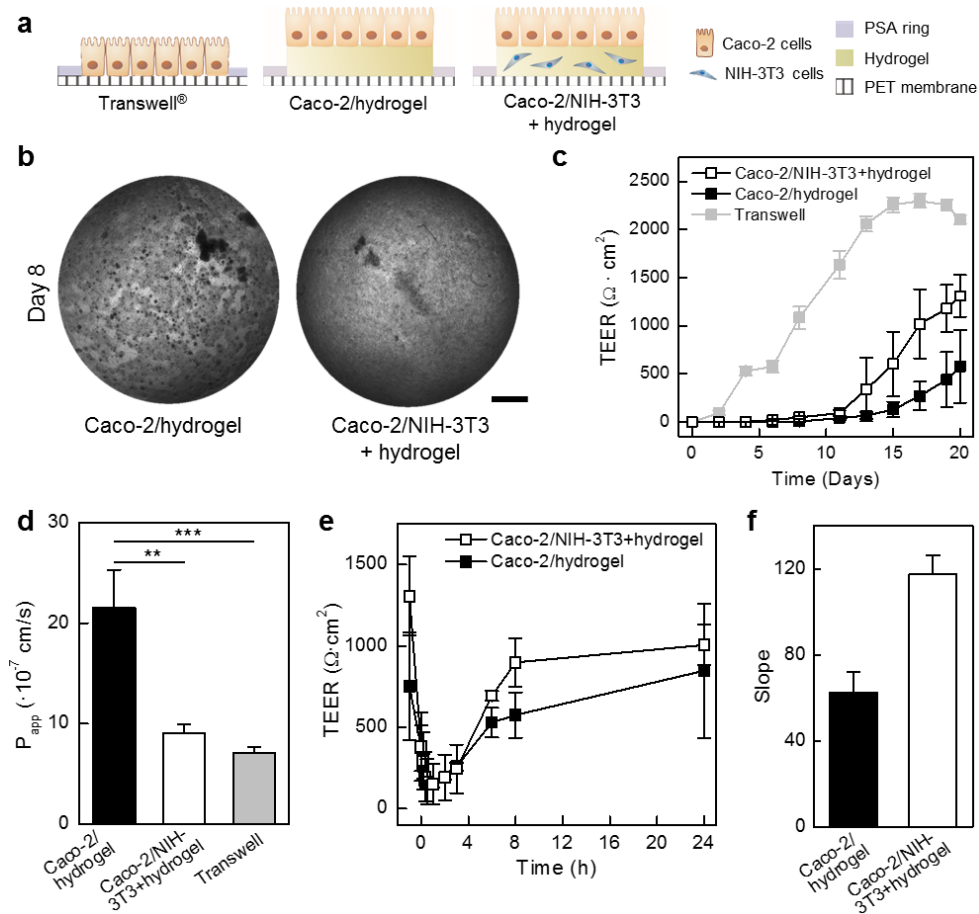 a
Transwell®
Caco-2/hydrogel
Caco-2/NIH-3T3
+ hydrogel
Caco-2 cells
NIH-3T3 cells
PSA ring
Hydrogel
PET membrane
b
Day 8
Caco-2/hydrogel
Caco-2/NIH-3T3
+ hydrogel
c
Caco-2/NIH-3T3+hydrogel
Caco-2/hydrogel
Transwell
TEER (Ω · cm²)
2500
2000
1500
1000
500
0
0 5 10 15 20
Time (Days)
d
Papp (·10⁻⁷ cm/s)
30
20
10
0
***
**
Caco-2/
hydrogel
Caco-2/NIH-
3T3+hydrogel
Transwell
e
Caco-2/NIH-3T3+hydrogel
Caco-2/hydrogel
TEER (Ω·cm²)
1500
1000
500
0
0 4 8 12 16 20 24
Time (h)
f
Slope
120
80
40
0
Caco-2/
hydrogel
Caco-2/NIH-
3T3+hydrogel